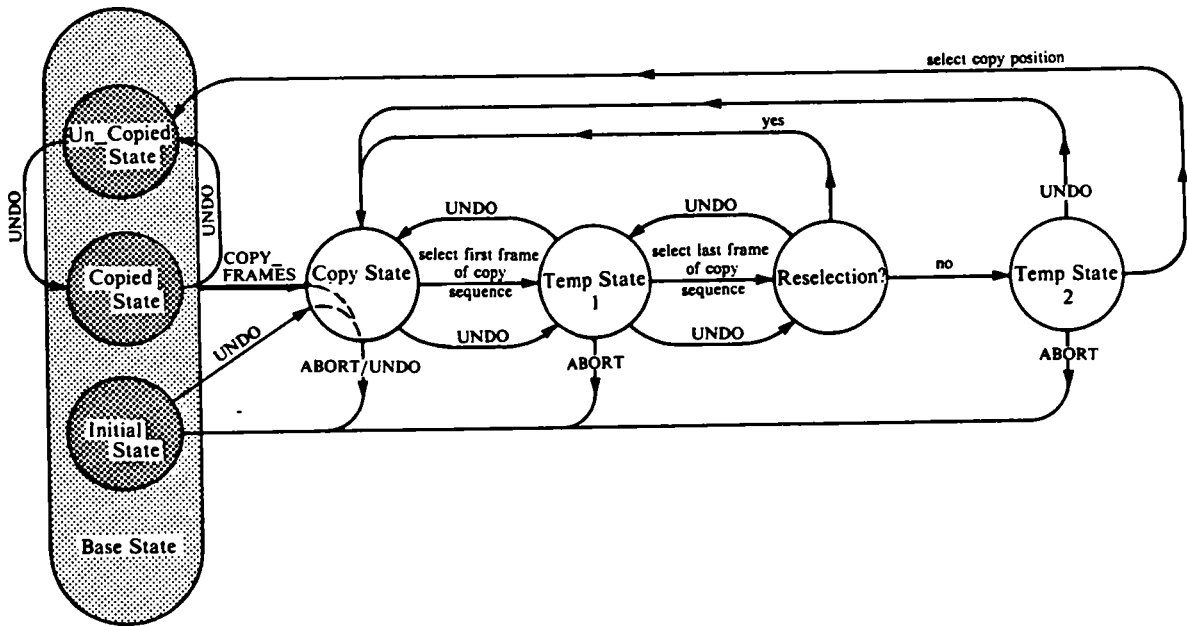 select copy position
yes
Un_Copied
State
UNDO
UNDO
UNDO
UNDO
UNDO
COPY_
FRAMES
Copy State
select first frame
of copy
sequence
Temp State
1
select last frame
of copy
sequence
Reselection?
no
Temp State
2
Copied
State
UNDO
UNDO
UNDO
ABORT/UNDO
ABORT
ABORT
Initial
State
Base State